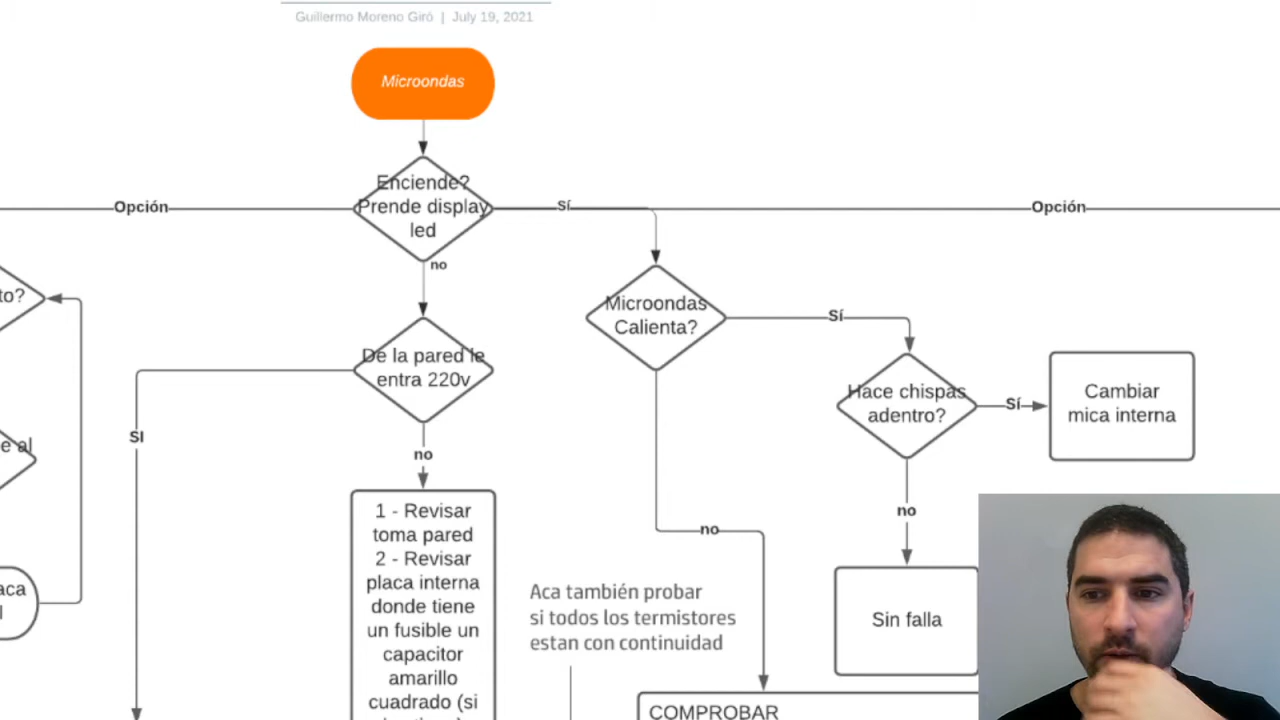 Guillermo Moreno Giró | July 19, 2021
Microondas
Enciende?
Prende display
led
Opción
Sí
Opción
no
to?
Microondas
Calienta?
Sí
De la pared le
entra 220v
Hace chispas
adentro?
Sí
Cambiar
mica interna
SI
e al
no
no
no
1 - Revisar
toma pared
2 - Revisar
placa interna
donde tiene
un fusible un
capacitor
amarillo
cuadrado (si
Aca también probar
si todos los termistores
estan con continuidad
Sin falla
aca
l
COMPROBAR